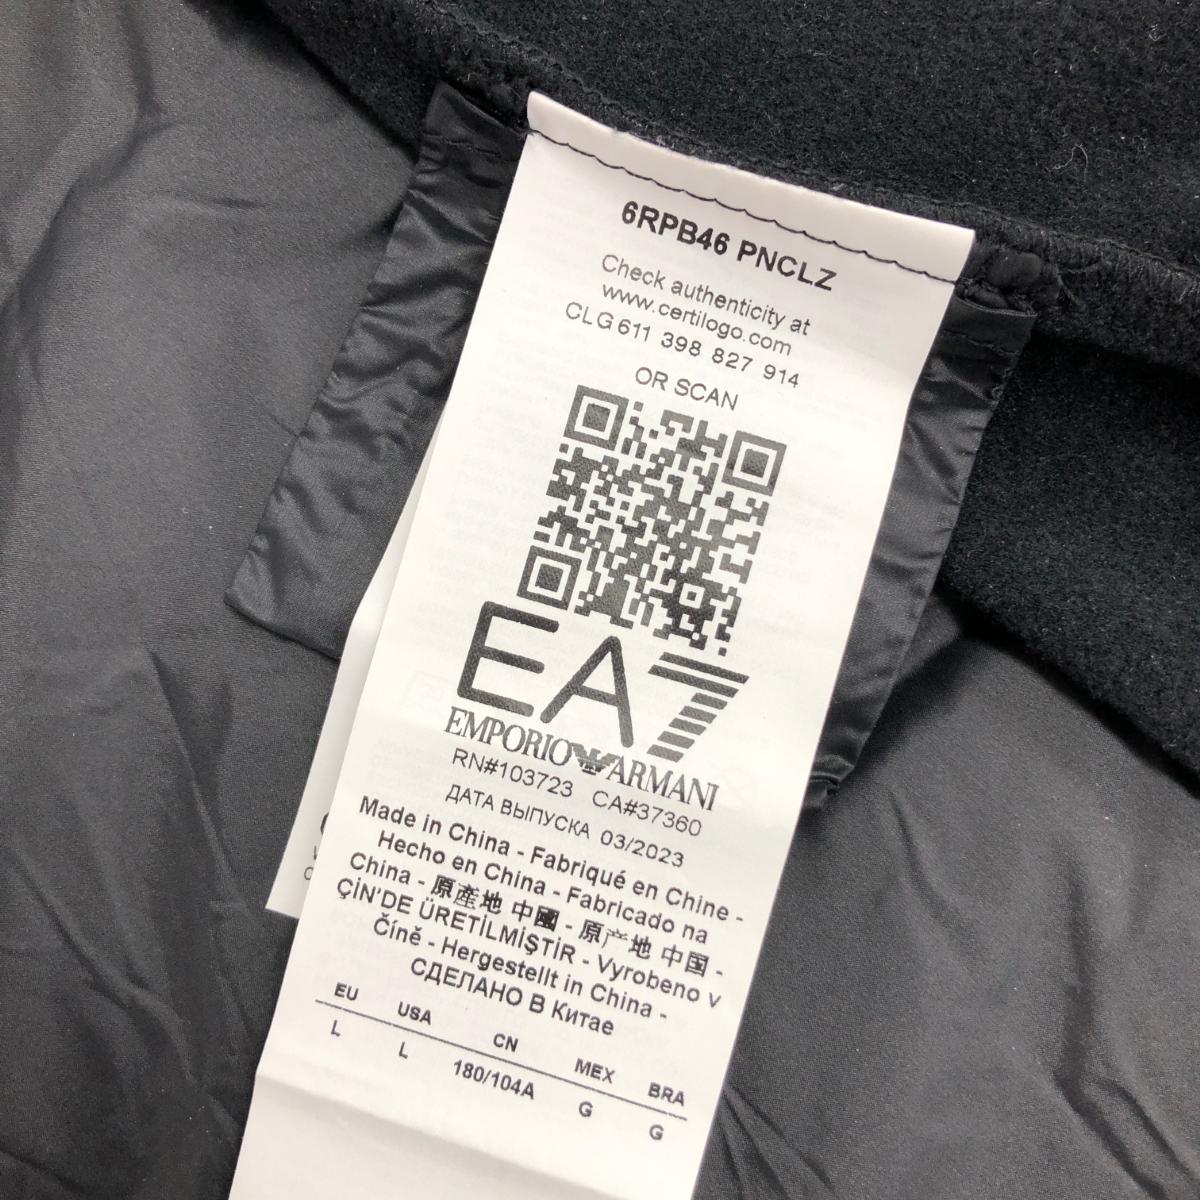 6RPB46 PNCLZ
Check authenticity at
www.certilogo.com
CLG 611 398 827 914
OR SCAN
EA7
EMPORIO ARMANI
RN#103723 CA#37360
ДАТА ВЫПУСКА 03/2023
Made in China - Fabriqué en Chine -
Hecho en China - Fabricado na
China - 原產地 中國 - 原产地 中国 -
ÇİN'DE ÜRETİLMİŞTİR - Vyrobeno v
Číně - Hergestellt in China -
СДЕЛАНО В Китае
EU USA CN MEX BRA
L L 180/104A G G